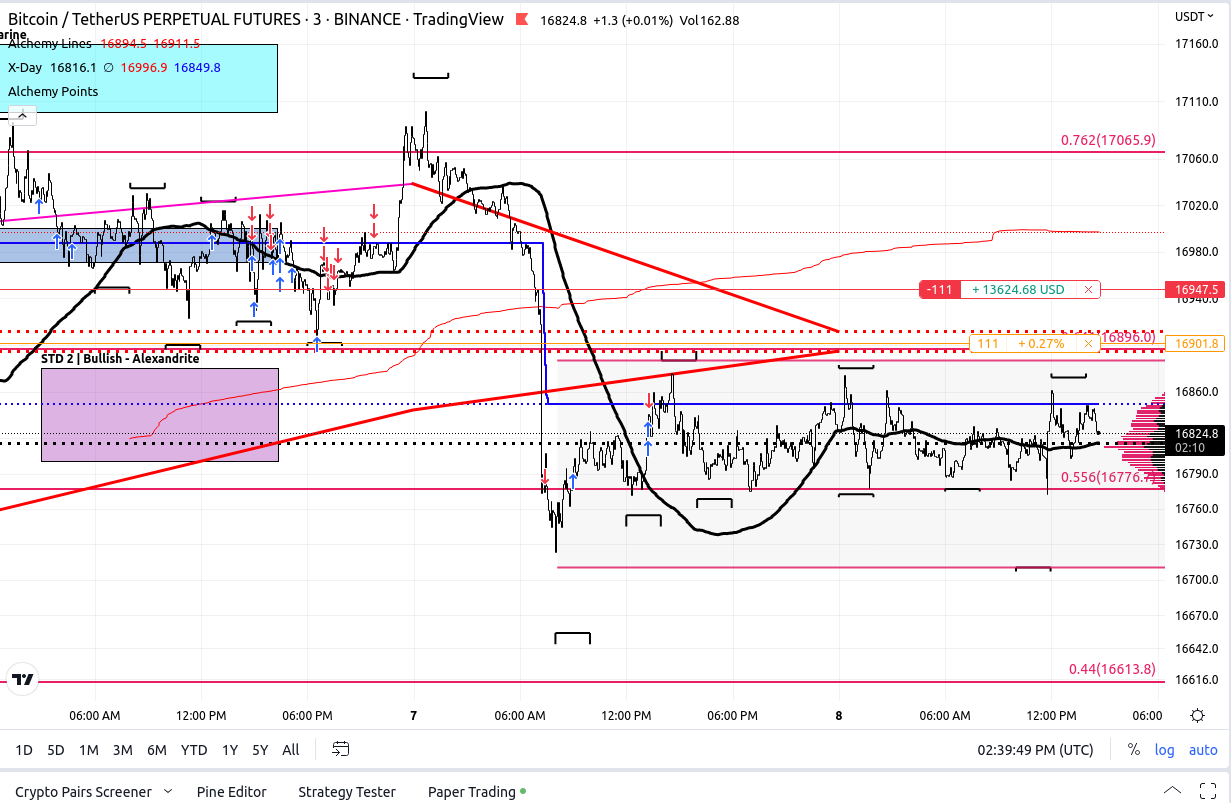 Bitcoin / TetherUS PERPETUAL FUTURES · 3 · BINANCE · TradingView 16824.8 +1.3 (+0.01%) Vol162.88
USDT
arine
Alchemy Lines 16894.5 16911.5
X-Day 16816.1 ∅ 16996.9 16849.8
Alchemy Points
17160.0
17110.0
0.762(17065.9)
17060.0
17020.0
16980.0
-111 + 13624.68 USD
16947.5
16940.0
111 + 0.27%
16896.0)
16901.8
STD 2 | Bullish - Alexandrite
16860.0
16824.8
02:10
0.556(16776.
16790.0
16760.0
16730.0
16700.0
16670.0
16642.0
0.44(16613.8)
16616.0
06:00 AM 12:00 PM 06:00 PM 7 06:00 AM 12:00 PM 06:00 PM 8 06:00 AM 12:00 PM 06:00
1D 5D 1M 3M 6M YTD 1Y 5Y All 02:39:49 PM (UTC) % log auto
Crypto Pairs Screener Pine Editor Strategy Tester Paper Trading